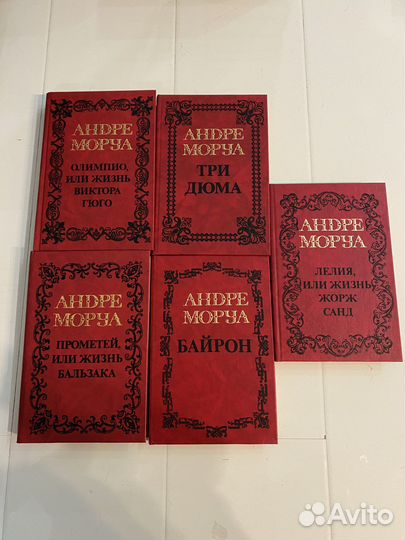 АНДРЕ
МОРУА
ОЛИМПИО,
ИЛИ ЖИЗНЬ
ВИКТОРА
ГЮГО
АНДРЕ
МОРУА
ТРИ
ДЮМА
АНДРЕ
МОРУА
ЛЕЛИЯ,
ИЛИ ЖИЗНЬ
ЖОРЖ
САНД
АНДРЕ
МОРУА
ПРОМЕТЕЙ,
ИЛИ ЖИЗНЬ
БАЛЬЗАКА
АНДРЕ
МОРУА
БАЙРОН
Avito